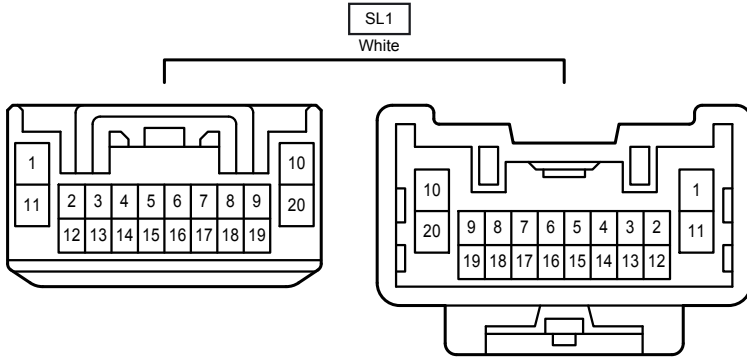 SL1
White
1 10
11 2 3 4 5 6 7 8 9 20
12 13 14 15 16 17 18 19
10 1
20 9 8 7 6 5 4 3 2 11
19 18 17 16 15 14 13 12